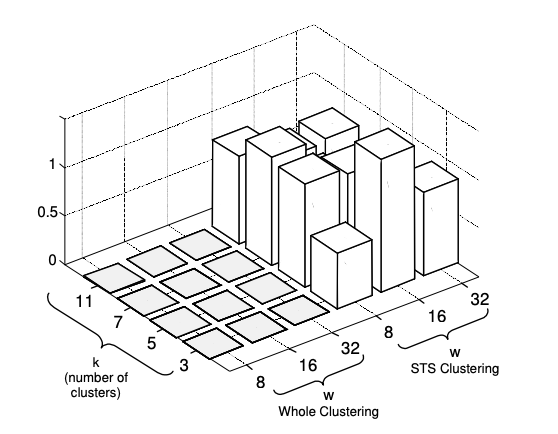 1
0.5
0
11
7
5
3
k
(number of
clusters)
8
16
32
w
Whole Clustering
8
16
32
w
STS Clustering